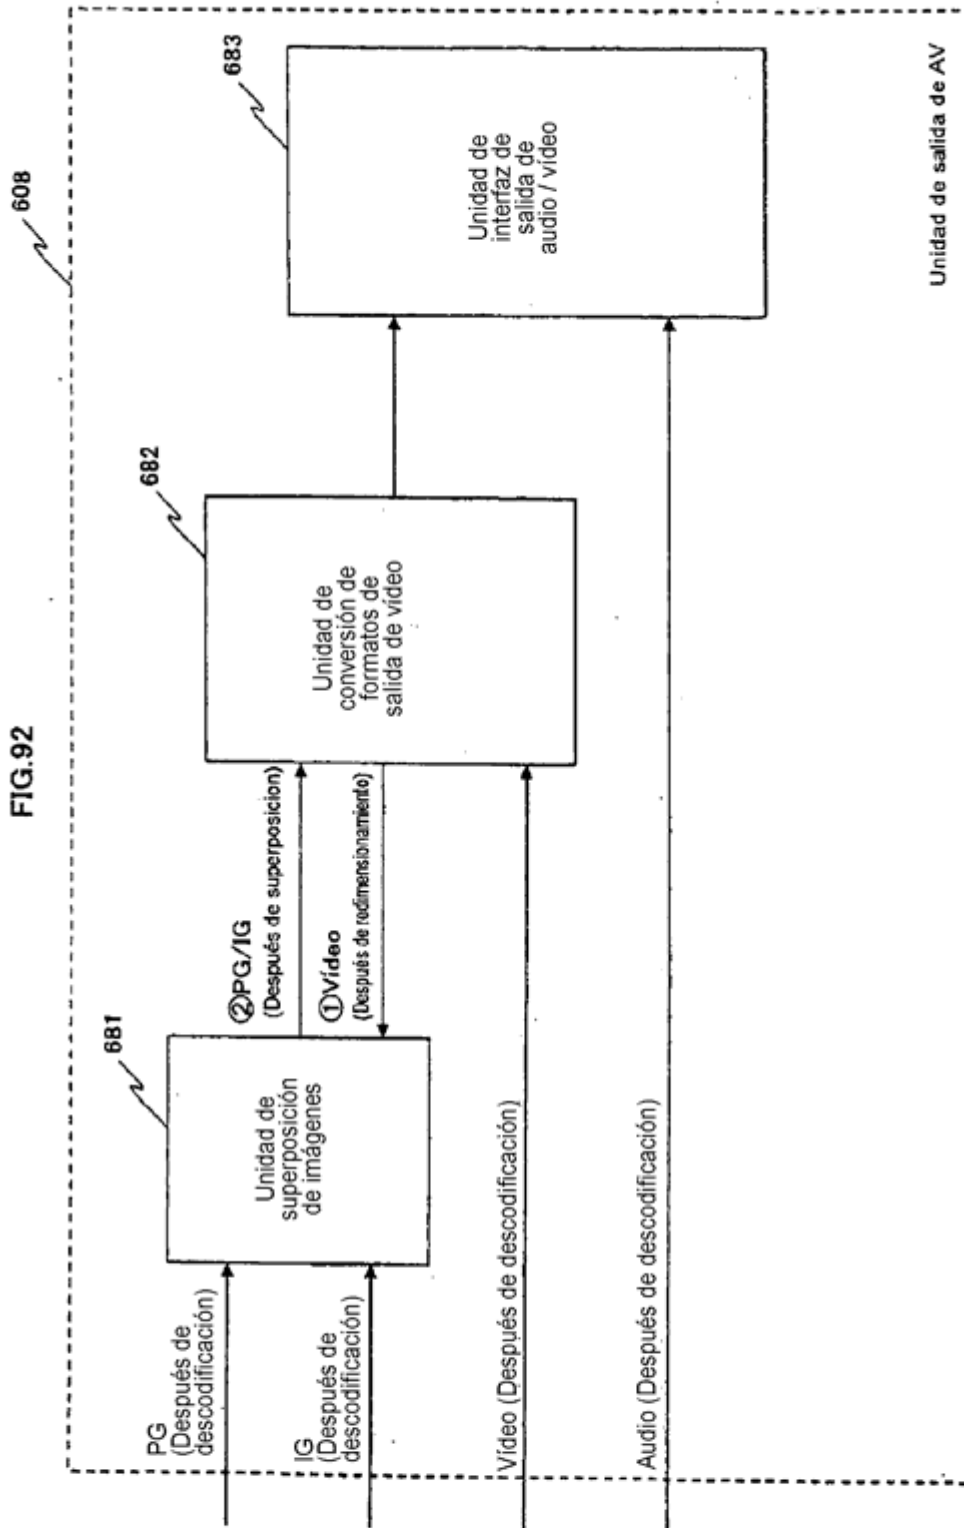 FIG.92
608
681
682
683
PG
(Después de
descodificación)
IG
(Después de
descodificación)
Vídeo (Después de descodificación)
Audio (Después de descodificación)
Unidad de
superposición
de imágenes
②PG/IG
(Después de superposicion)
①Vídeo
(Después de redimensionamiento)
Unidad de
conversión de
formatos de
salida de vídeo
Unidad de
interfaz de
salida de
audio / vídeo
Unidad de salida de AV